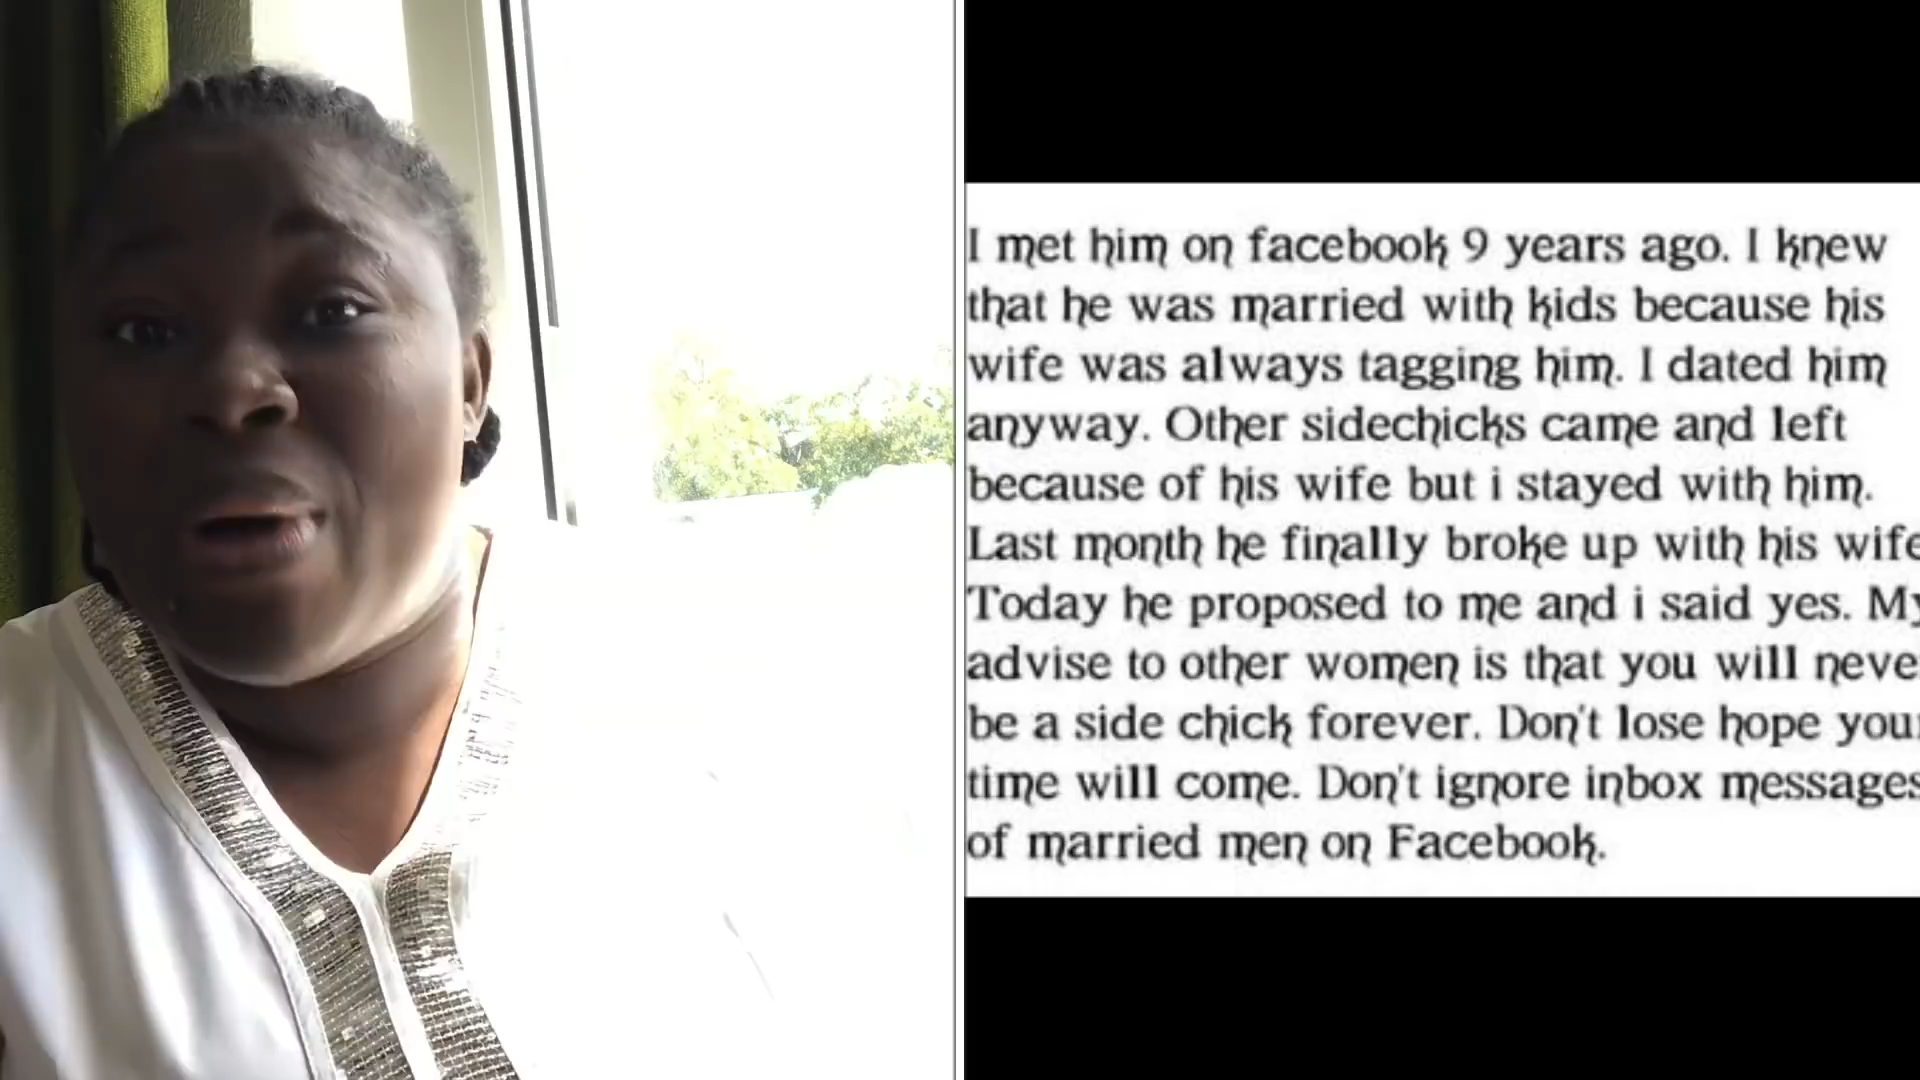 I met him on facebook 9 years ago. I knew
that he was married with kids because his
wife was always tagging him. I dated him
anyway. Other sidechicks came and left
because of his wife but i stayed with him.
Last month he finally broke up with his wife
Today he proposed to me and i said yes. My
advise to other women is that you will neve
be a side chick forever. Don't lose hope your
time will come. Don't ignore inbox messages
of married men on Facebook.